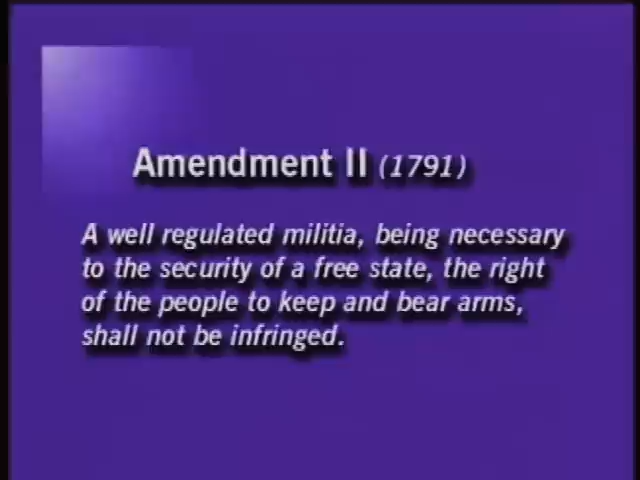 Amendment II (1791)
A well regulated militia, being necessary
to the security of a free state, the right
of the people to keep and bear arms,
shall not be infringed.